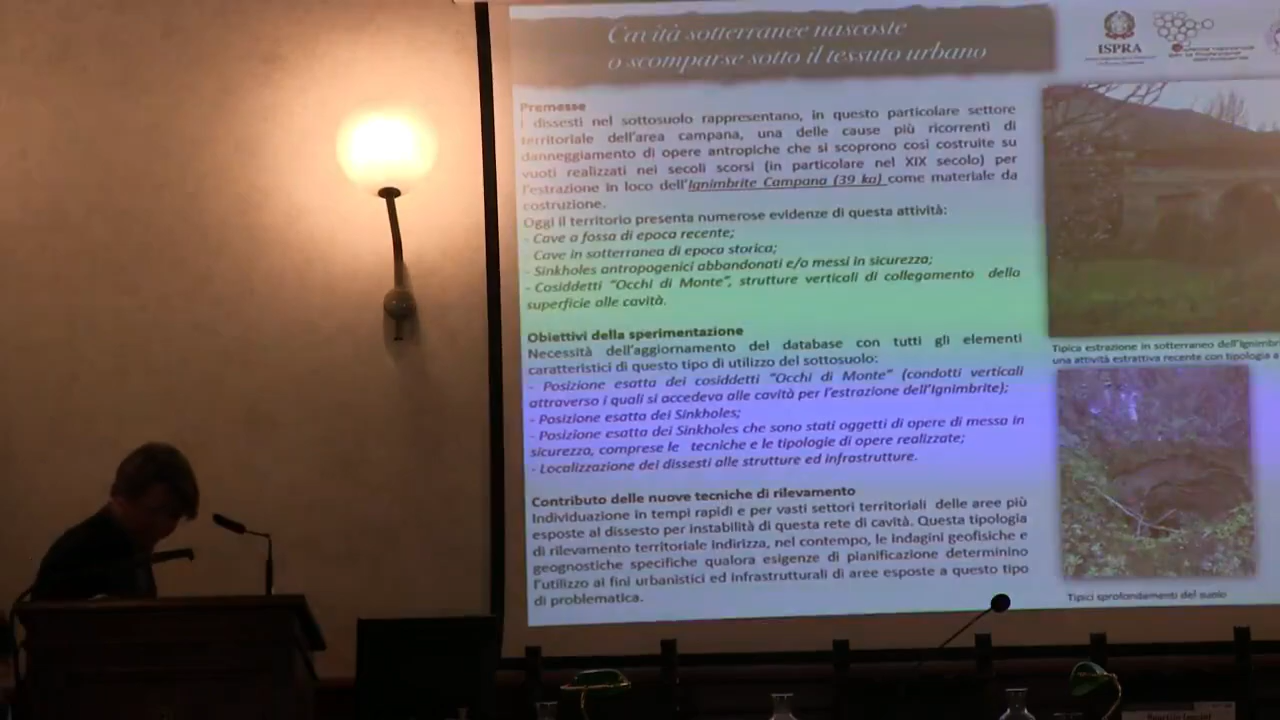 Cavità sotterranee nascoste
o scomparse sotto il tessuto urbano
ISPRA
Premesse
I dissesti nel sottosuolo rappresentano, in questo particolare settore
territoriale dell'area campana, una delle cause più ricorrenti di
danneggiamento di opere antropiche che si scoprono così costruite su
vuoti realizzati nei secoli scorsi (in particolare nel XIX secolo) per
l'estrazione in loco dell'Ignimbrite Campana (39 ka) come materiale da
costruzione.
Oggi il territorio presenta numerose evidenze di questa attività:
- Cave a fossa di epoca recente;
- Cave in sotterranea di epoca storica;
- Sinkholes antropogenici abbandonati e/o messi in sicurezza;
- Cosiddetti "Occhi di Monte", strutture verticali di collegamento della
superficie alle cavità.
Obiettivi della sperimentazione
Necessità dell'aggiornamento del database con tutti gli elementi
caratteristici di questo tipo di utilizzo del sottosuolo:
- Posizione esatta dei cosiddetti "Occhi di Monte" (condotti verticali
attraverso i quali si accedeva alle cavità per l'estrazione dell'Ignimbrite);
- Posizione esatta dei Sinkholes;
- Posizione esatta dei Sinkholes che sono stati oggetti di opere di messa in
sicurezza, comprese le tecniche e le tipologie di opere realizzate;
- Localizzazione dei dissesti alle strutture ed infrastrutture.
Contributo delle nuove tecniche di rilevamento
Individuazione in tempi rapidi e per vasti settori territoriali delle aree più
esposte al dissesto per instabilità di questa rete di cavità. Questa tipologia
di rilevamento territoriale indirizza, nel contempo, le indagini geofisiche e
geognostiche specifiche qualora esigenze di pianificazione determinino
l'utilizzo ai fini urbanistici ed infrastrutturali di aree esposte a questo tipo
di problematica.
Tipica estrazione in sotterraneo dell'Ignimbr
una attività estrattiva recente con tipologia a
Tipici sprofondamenti del suolo